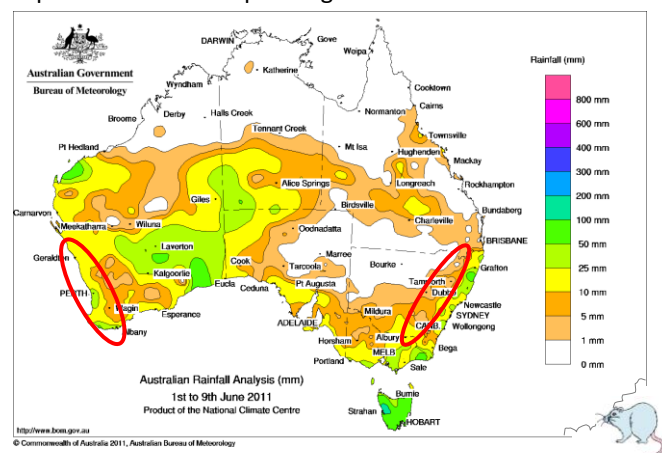 DARWIN
Gove
Weipa
Australian Government
Bureau of Meteorology
Katherine
Wyndham
Cooktown
Cairns
Normanton
Derby
Halls Creek
Broome
Townsville
Tennant Creek
Pt Hedland
Mt Isa
Hughenden
Mackay
Longreach
Alice Springs
Rockhampton
Giles
Birdsville
Carnarvon
Bundaberg
Charleville
Meekatharra
Wiluna
Oodnadatta
BRISBANE
Laverton
Marree
Geraldton
Cook
Tarcoola
Bourke
Grafton
Kalgoorlie
Tamworth
Eucla
Ceduna
Pt Augusta
Dubbo
PERTH
Newcastle
Wagin
Esperance
Mildura
SYDNEY
ADELAIDE
CANB.
Wollongong
Albany
Horsham
Albury
Bega
MELB
Portland
Sale
Burnie
Strahan
HOBART
Rainfall (mm)
800 mm
600 mm
400 mm
300 mm
200 mm
100 mm
50 mm
25 mm
10 mm
5 mm
1 mm
0 mm
Australian Rainfall Analysis (mm)
1st to 9th June 2011
Product of the National Climate Centre
http://www.bom.gov.au
© Commonwealth of Australia 2011, Australian Bureau of Meteorology